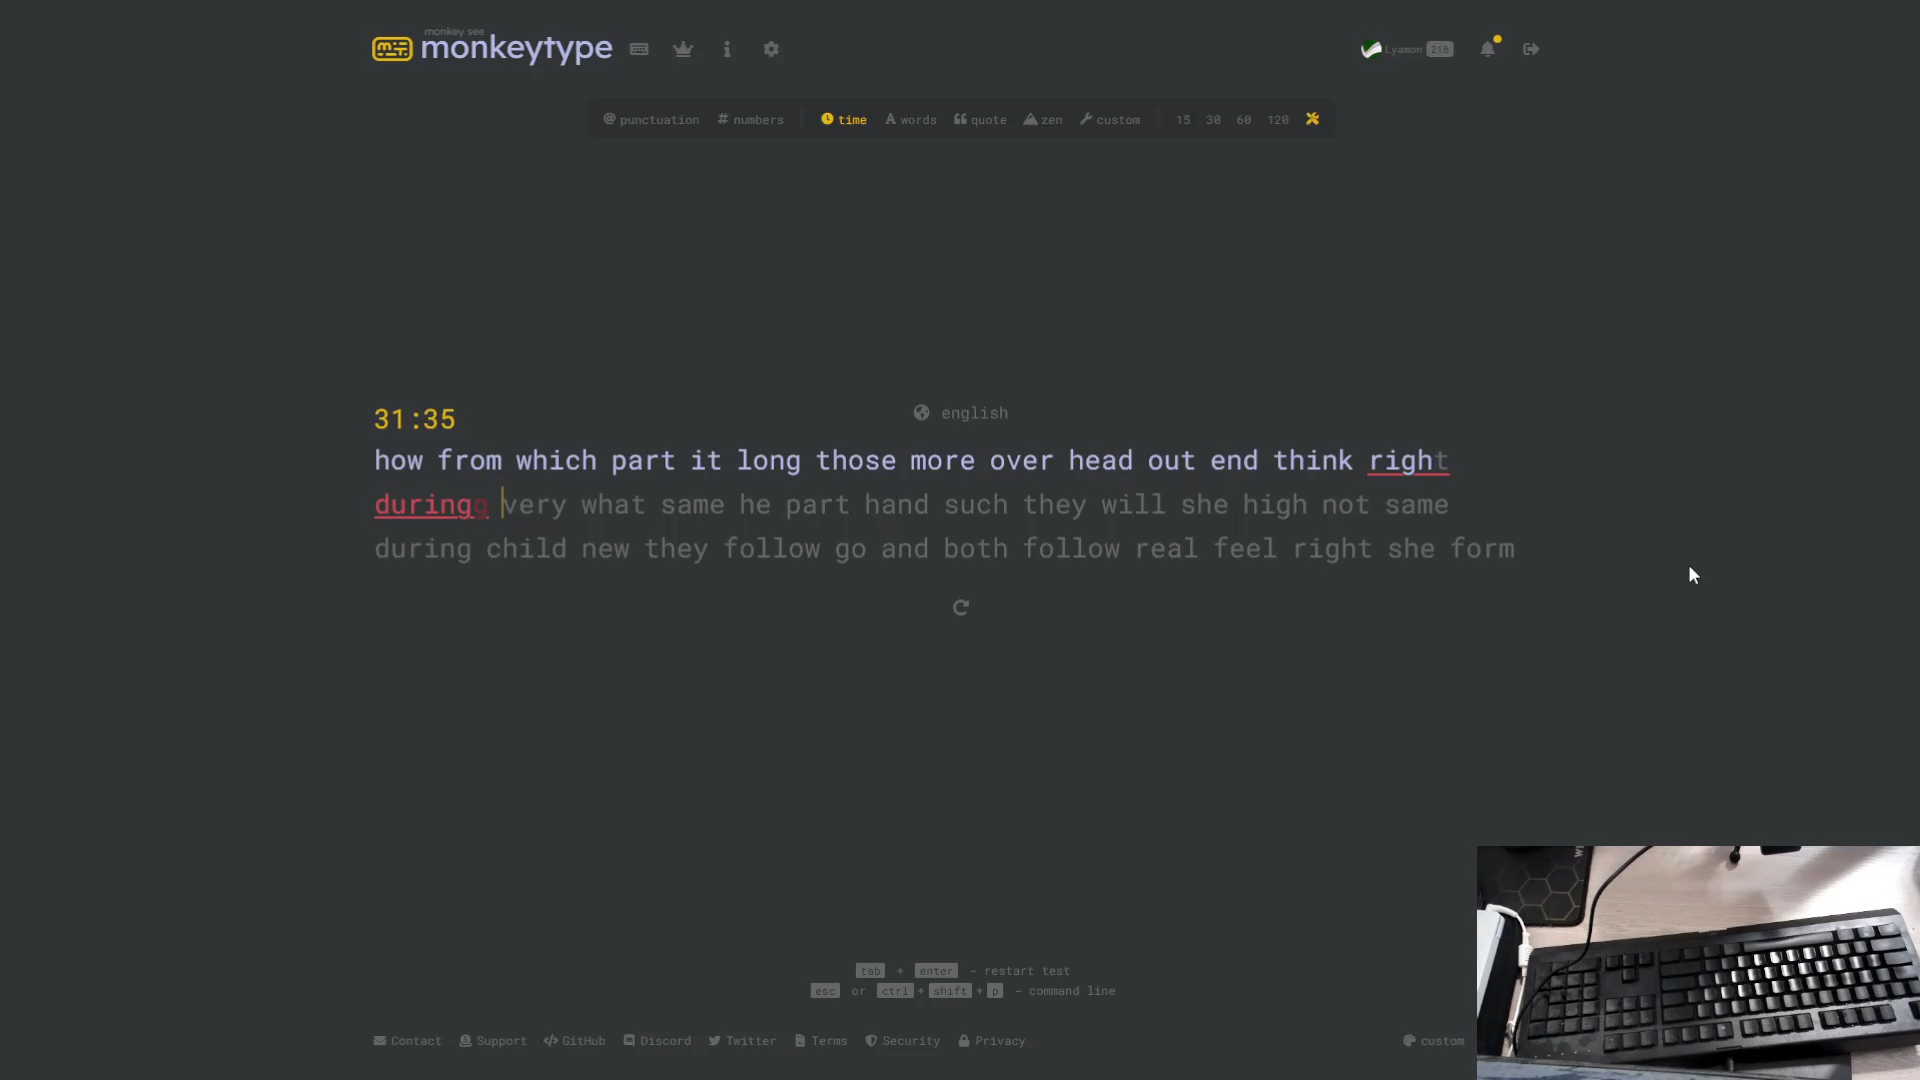 monkey see
monkeytype
Lyamon 216
@ punctuation # numbers time A words quote zen custom 15 30 60 120
31:35
english
how from which part it long those more over head out end think right
duringg very what same he part hand such they will she high not same
during child new they follow go and both follow real feel right she form
tab + enter - restart test
esc or ctrl + shift + p - command line
Contact Support GitHub Discord Twitter Terms Security Privacy
custom